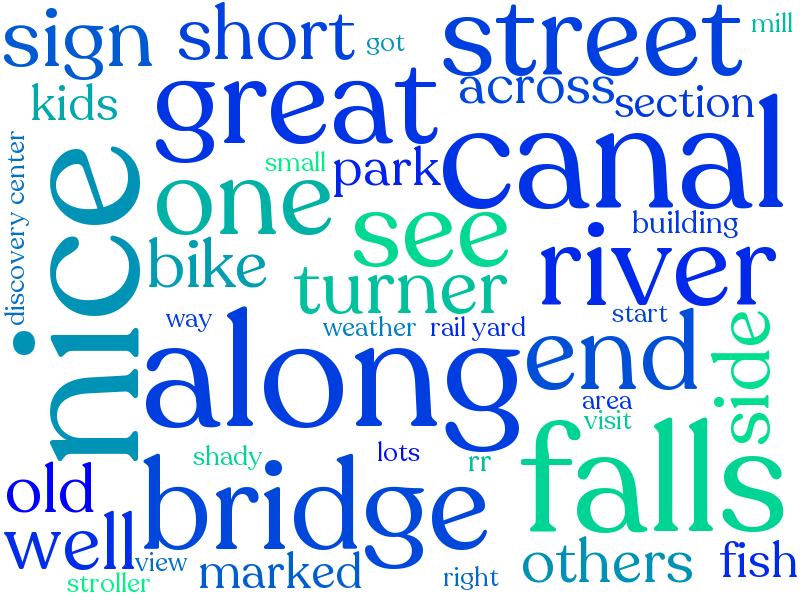 sign
short
got
street
mill
kids
great
across
section
canal
discovery center
nice
small
park
one
see
building
river
bike
turner
way
weather
rail yard
start
along
end
side
area
visit
falls
shady
lots
rr
old
bridge
well
view
others
fish
stroller
marked
right